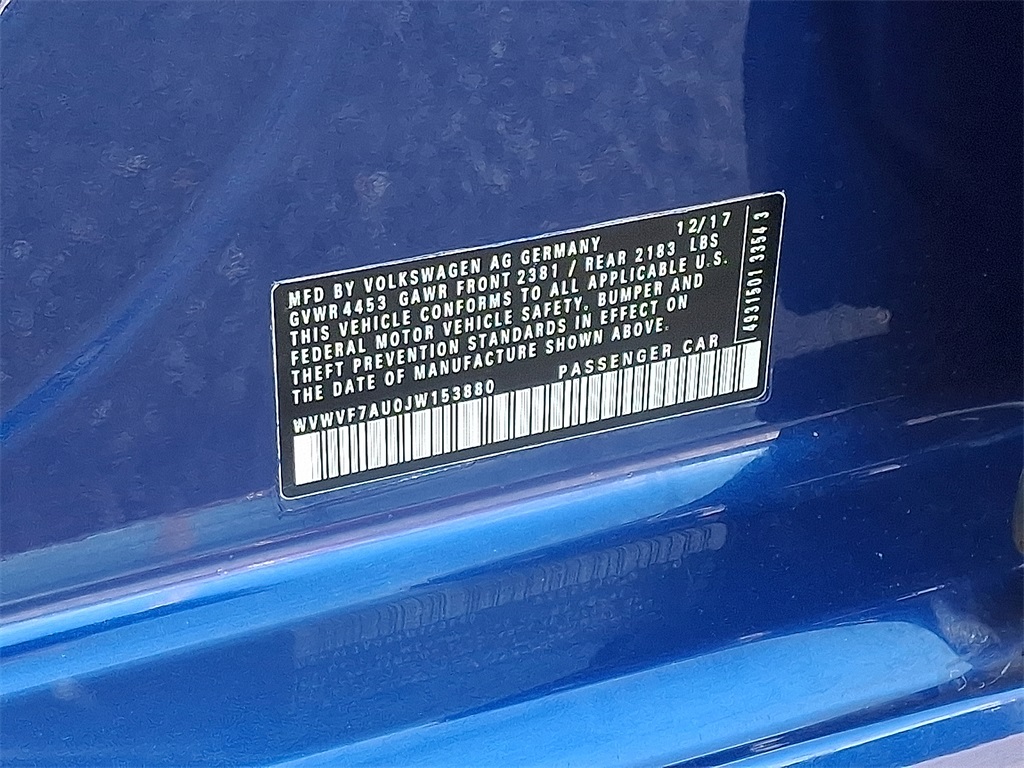 12/17
MFD BY VOLKSWAGEN AG GERMANY
GVWR 4453 GAWR FRONT 2381 / REAR 2183 LBS
THIS VEHICLE CONFORMS TO ALL APPLICABLE U.S.
FEDERAL MOTOR VEHICLE SAFETY, BUMPER AND
THEFT PREVENTION STANDARDS IN EFFECT ON
THE DATE OF MANUFACTURE SHOWN ABOVE.
WVWVF7AU0JW153880 PASSENGER CAR
4931501 33543